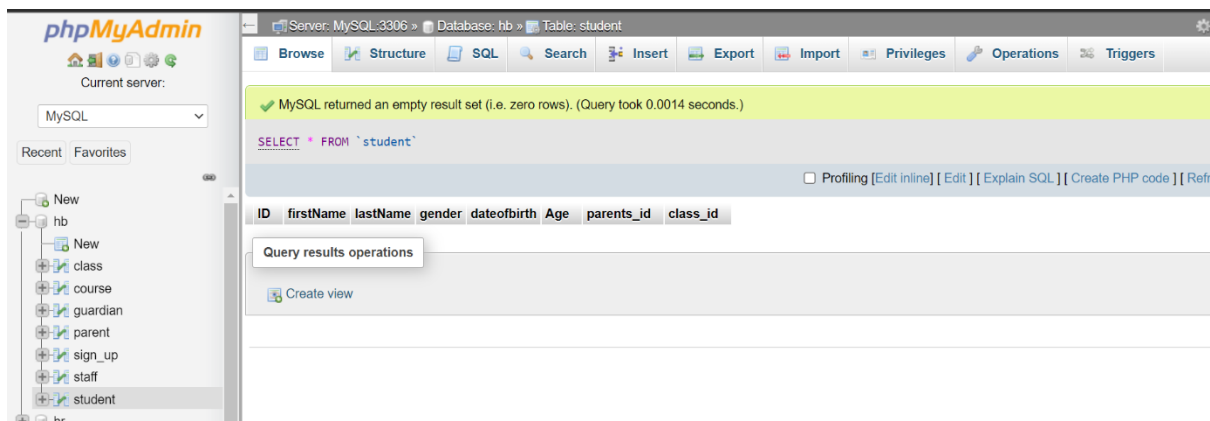 phpMyAdmin
Current server:
MySQL
Recent Favorites
New
hb
New
class
course
guardian
parent
sign_up
staff
student
Server: MySQL:3306 » Database: hb » Table: student
Browse Structure SQL Search Insert Export Import Privileges Operations Triggers
MySQL returned an empty result set (i.e. zero rows). (Query took 0.0014 seconds.)
SELECT * FROM `student`
Profiling [Edit inline] [ Edit ] [ Explain SQL ] [ Create PHP code ] [ Refr
ID firstName lastName gender dateofbirth Age parents_id class_id
Query results operations
Create view